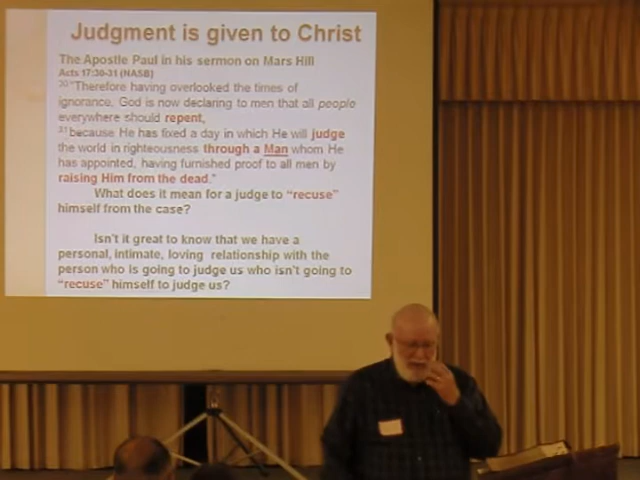 Judgment is given to Christ
The Apostle Paul in his sermon on Mars Hill
Acts 17:30-31 (NASB)
30 "Therefore having overlooked the times of
ignorance, God is now declaring to men that all people
everywhere should repent,
31 because He has fixed a day in which He will judge
the world in righteousness through a Man whom He
has appointed, having furnished proof to all men by
raising Him from the dead."
What does it mean for a judge to "recuse"
himself from the case?
Isn't it great to know that we have a
personal, intimate, loving relationship with the
person who is going to judge us who isn't going to
"recuse" himself to judge us?